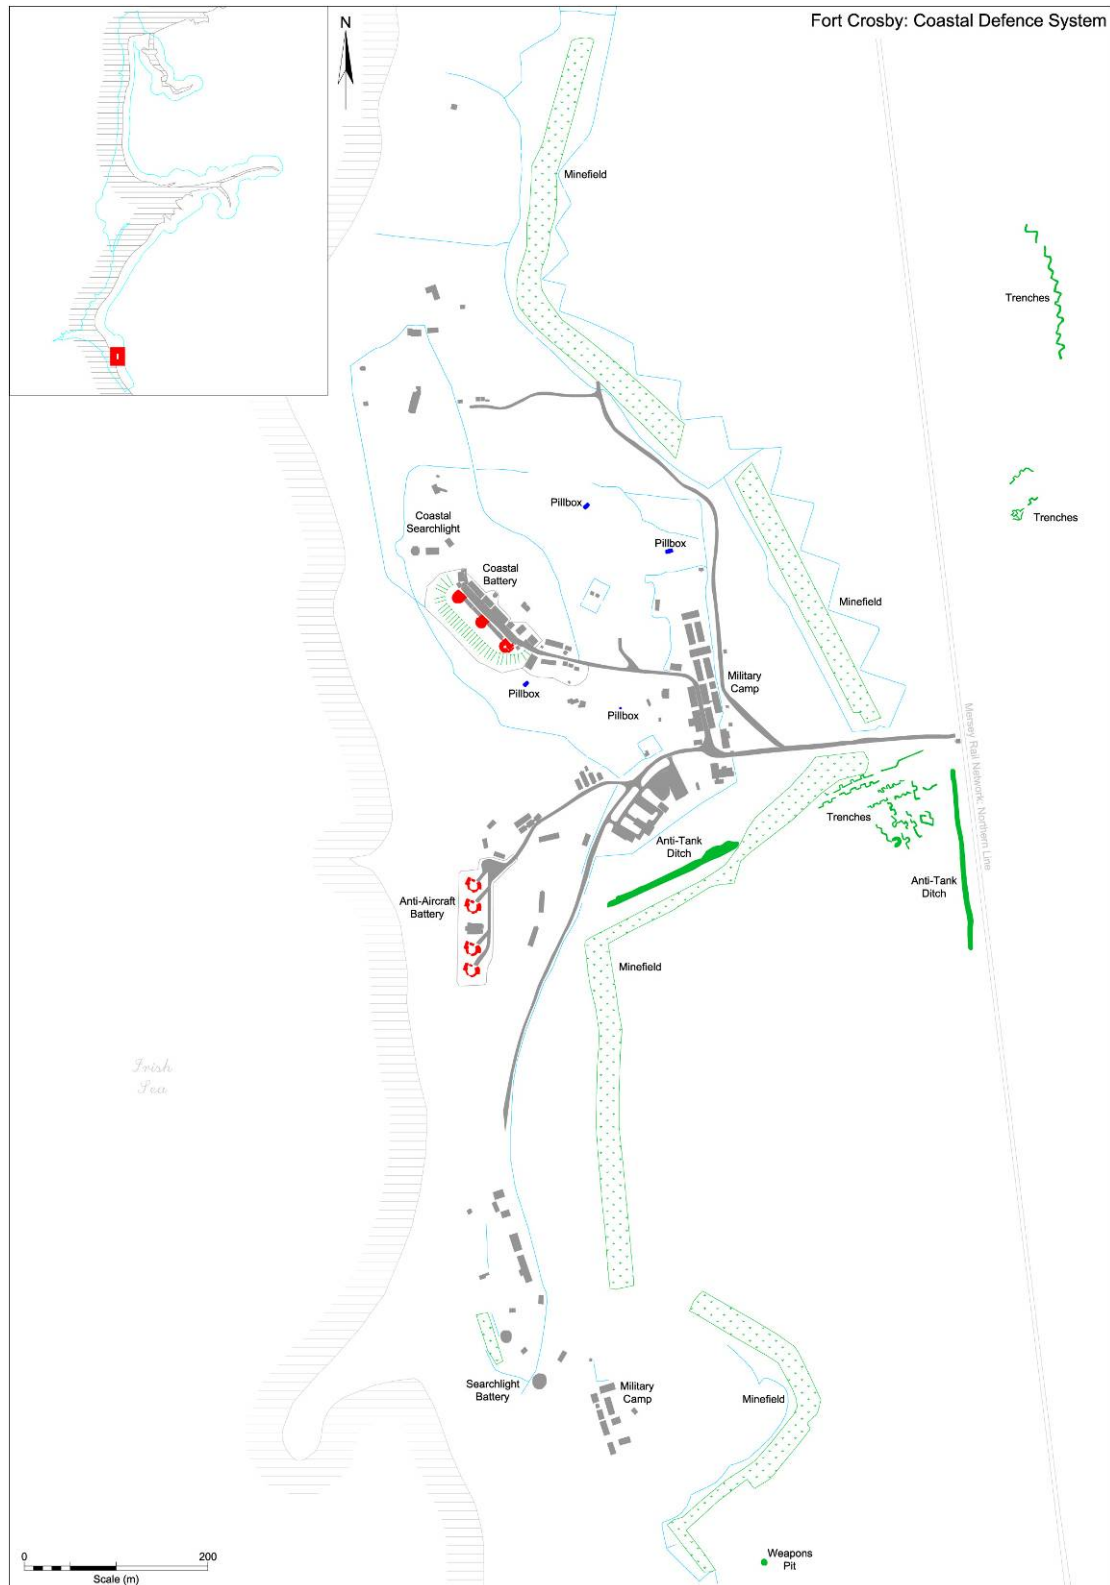 Fort Crosby: Coastal Defence System
N
Minefield
Trenches
Pillbox
Coastal
Searchlight
Trenches
Pillbox
Coastal
Battery
Minefield
Military
Camp
Pillbox
Pillbox
Mersey Rail Network: Northern Line
Trenches
Anti-Tank
Ditch
Anti-Tank
Ditch
Anti-Aircraft
Battery
Minefield
Irish
Sea
Searchlight
Battery
Military
Camp
Minefield
Weapons
Pit
0 200
Scale (m)